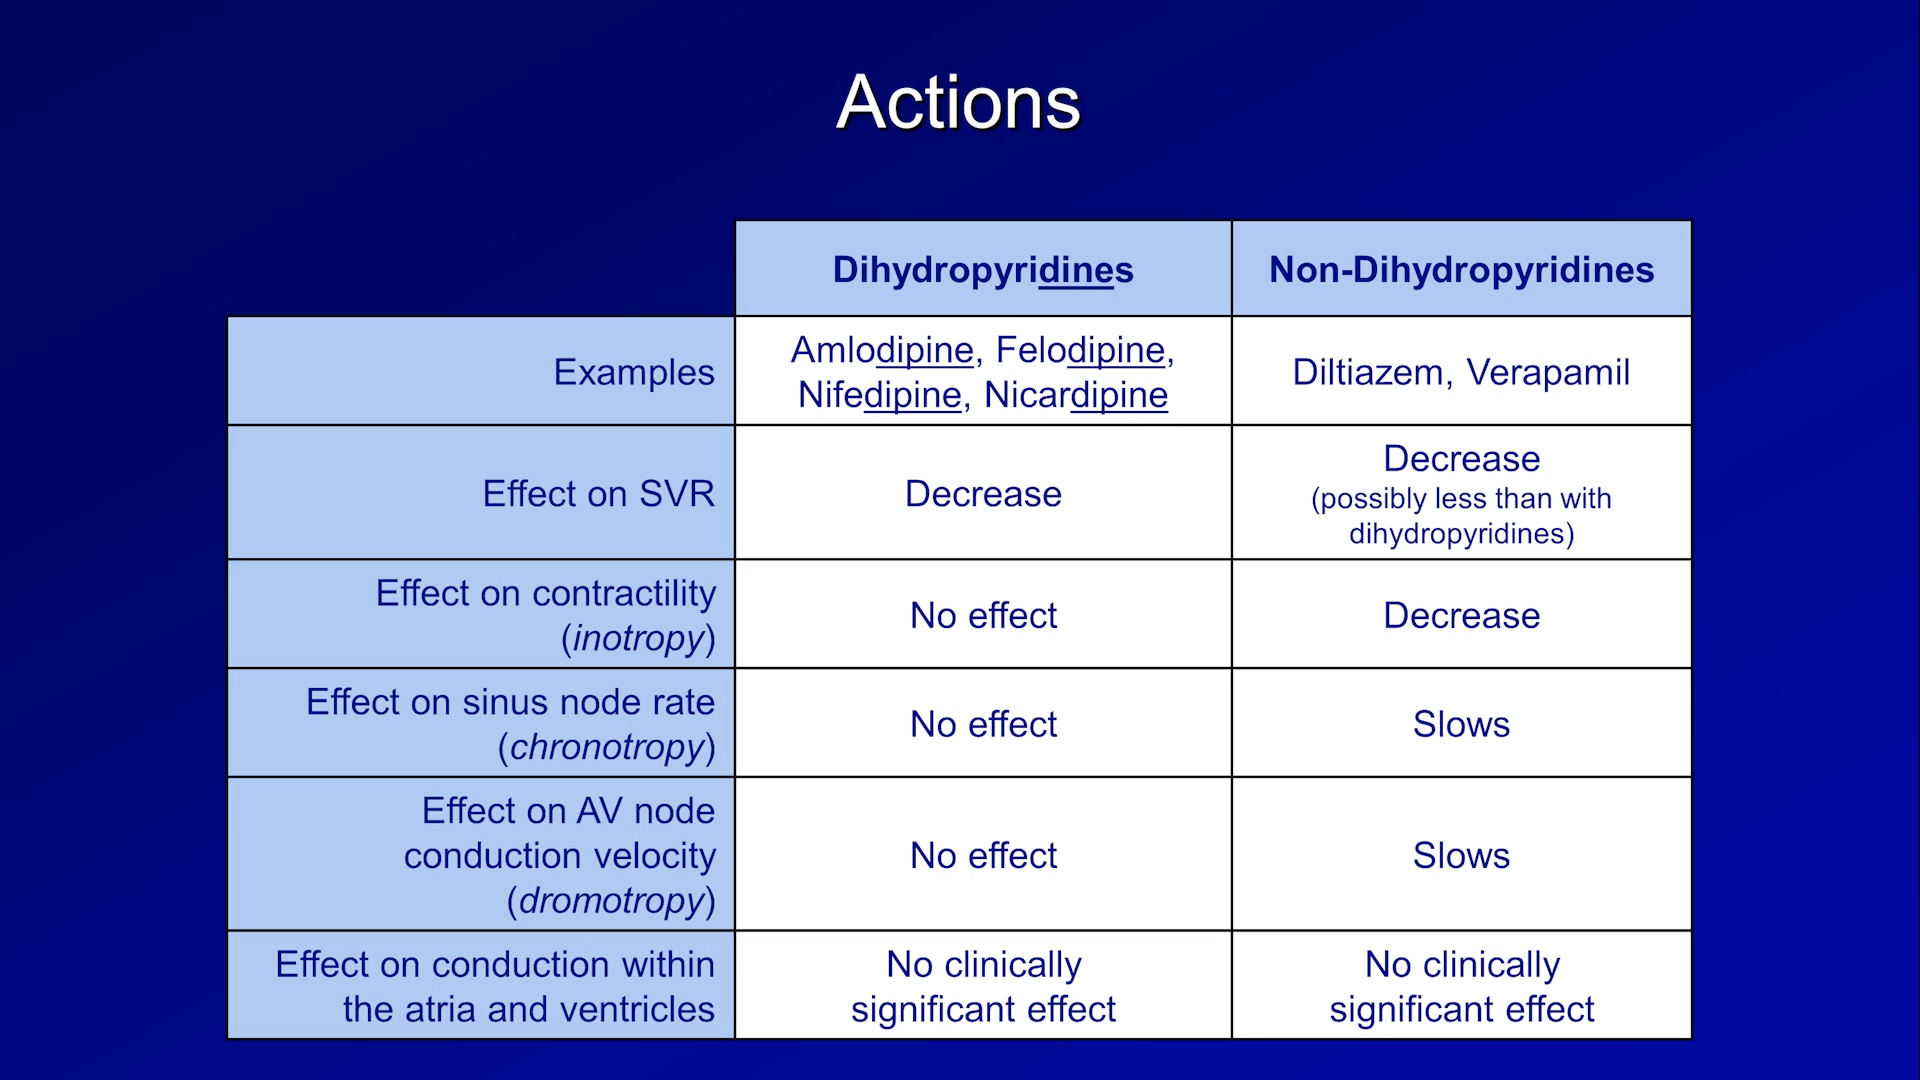 Actions
Dihydropyridines
Non-Dihydropyridines
Examples
Amlodipine, Felodipine,
Nifedipine, Nicardipine
Diltiazem, Verapamil
Effect on SVR
Decrease
Decrease
(possibly less than with
dihydropyridines)
Effect on contractility
(inotropy)
No effect
Decrease
Effect on sinus node rate
(chronotropy)
No effect
Slows
Effect on AV node
conduction velocity
(dromotropy)
No effect
Slows
Effect on conduction within
the atria and ventricles
No clinically
significant effect
No clinically
significant effect